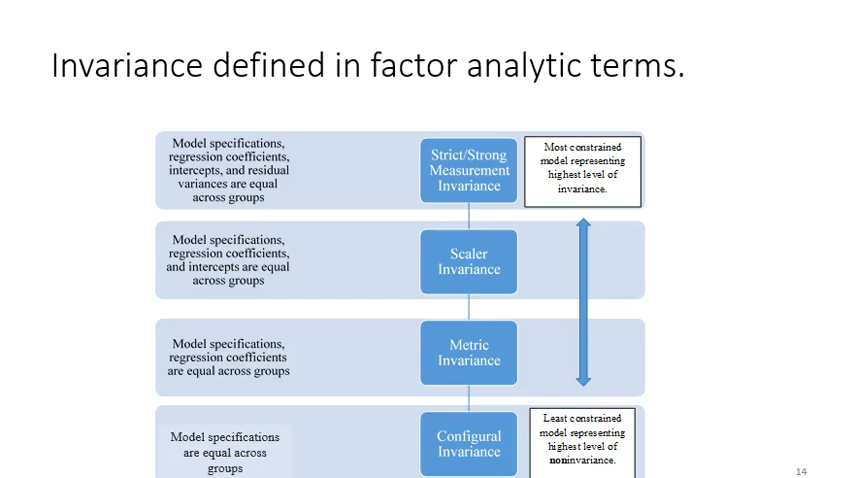 Invariance defined in factor analytic terms.
Model specifications,
regression coefficients,
intercepts, and residual
variances are equal
across groups
Strict/Strong
Measurement
Invariance
Most constrained
model representing
highest level of
invariance.
Model specifications,
regression coefficients,
and intercepts are equal
across groups
Scaler
Invariance
Model specifications,
regression coefficients
are equal across groups
Metric
Invariance
Model specifications
are equal across
groups
Configural
Invariance
Least constrained
model representing
highest level of
noninvariance.
14